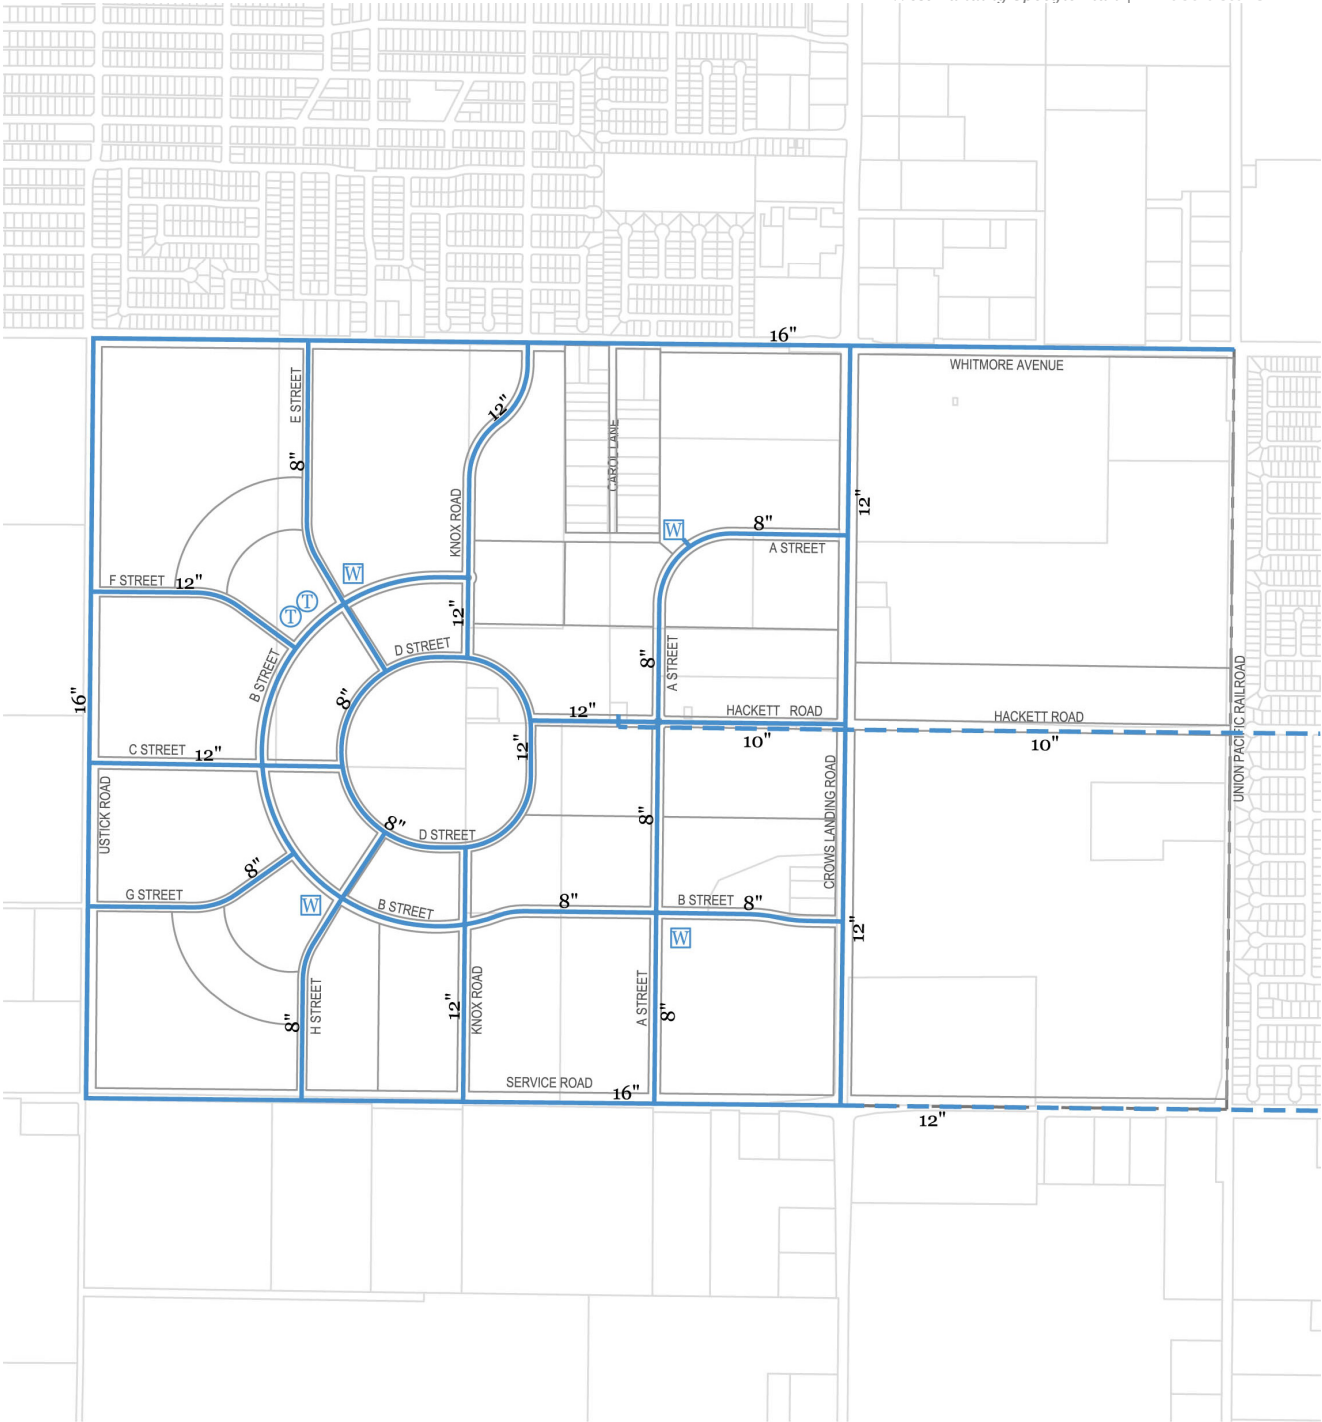 16"
WHITMORE AVENUE
E STREET
12"
CAROL LANE
8"
KNOX ROAD
12"
W
8"
A STREET
F STREET
12"
W
T
T
12"
D STREET
B STREET
8"
A STREET
8"
16"
12"
HACKETT ROAD
HACKETT ROAD
UNION PACIFIC RAILROAD
10"
10"
12"
C STREET
12"
USTICK ROAD
CROWS LANDING ROAD
8"
8"
D STREET
8"
G STREET
W
B STREET
8"
B STREET
8"
12"
W
KNOX ROAD
12"
A STREET
8"
H STREET
8"
SERVICE ROAD
16"
12"